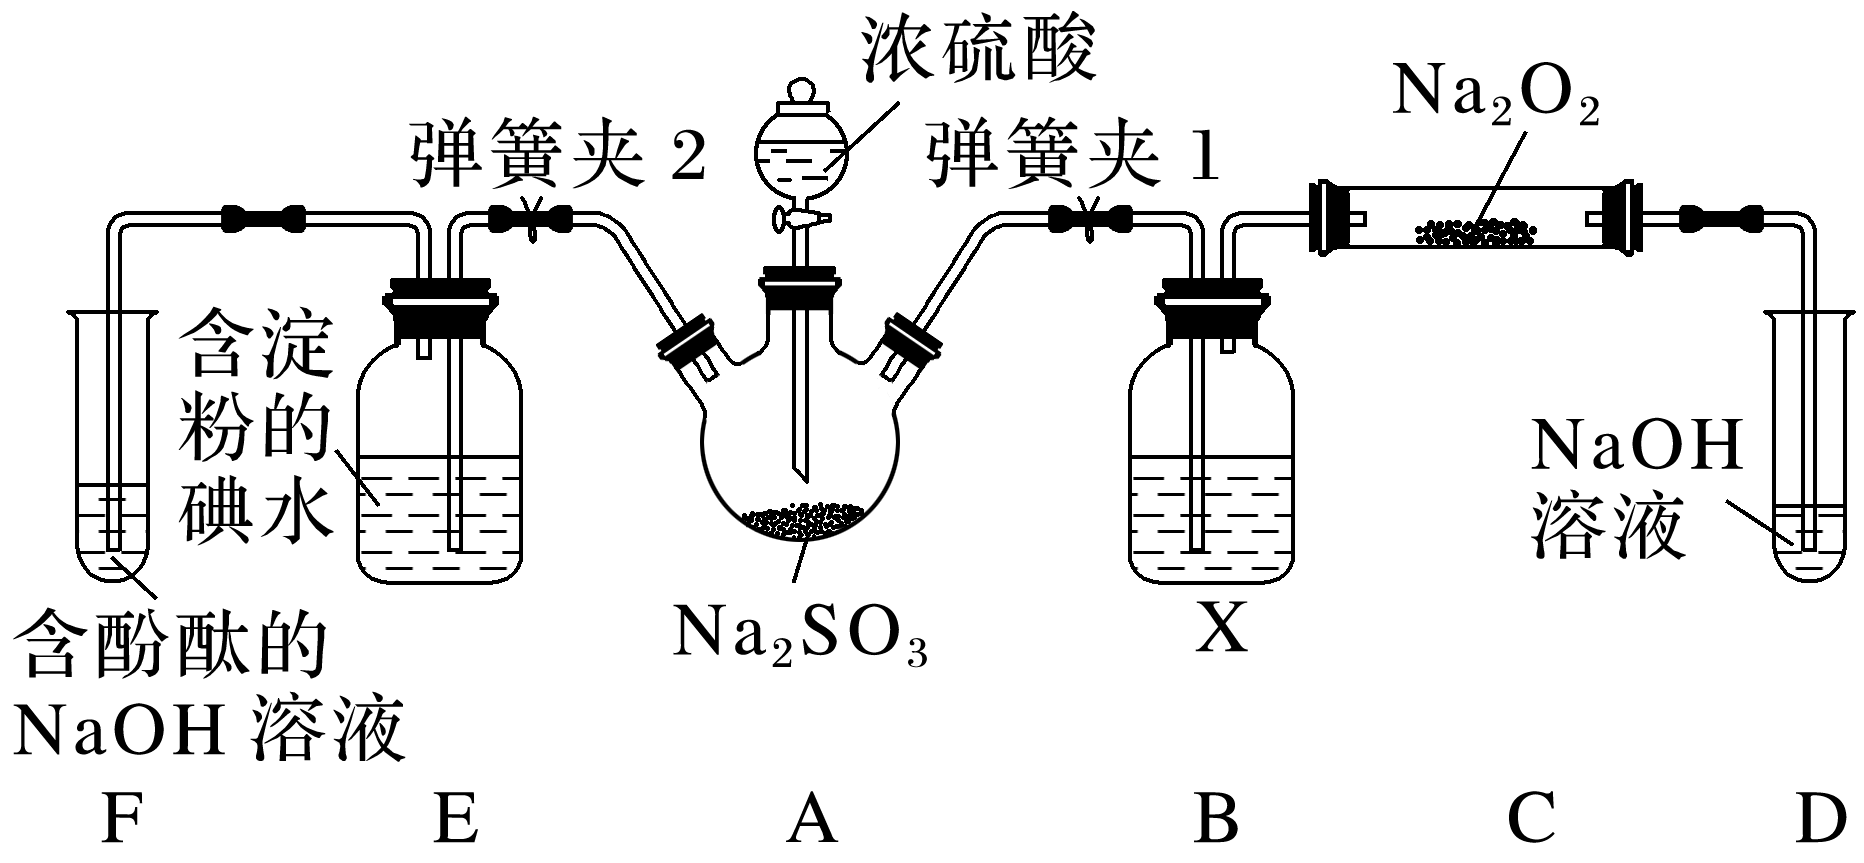 浓硫酸
Na₂O₂
弹簧夹 2
弹簧夹 1
含淀
粉的
碘水
NaOH
溶液
Na₂SO₃
X
含酚酞的
NaOH 溶液
F
E
A
B
C
D